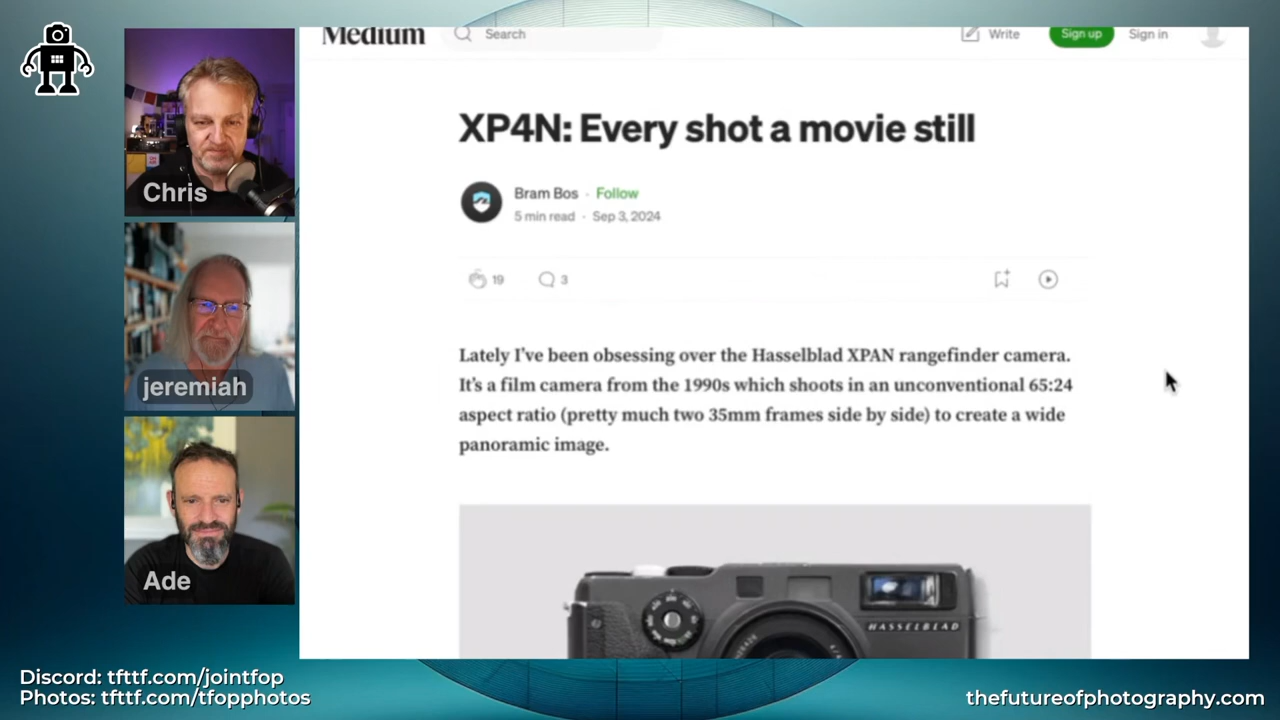 Medium
Search
Write
Sign up
Sign in
XP4N: Every shot a movie still
Bram Bos · Follow
5 min read · Sep 3, 2024
19
3
Lately I've been obsessing over the Hasselblad XPAN rangefinder camera.
It's a film camera from the 1990s which shoots in an unconventional 65:24
aspect ratio (pretty much two 35mm frames side by side) to create a wide
panoramic image.
HASSELBLAD
Chris
jeremiah
Ade
Discord: tfttf.com/jointfop
Photos: tfttf.com/tfopphotos
thefutureofphotography.com